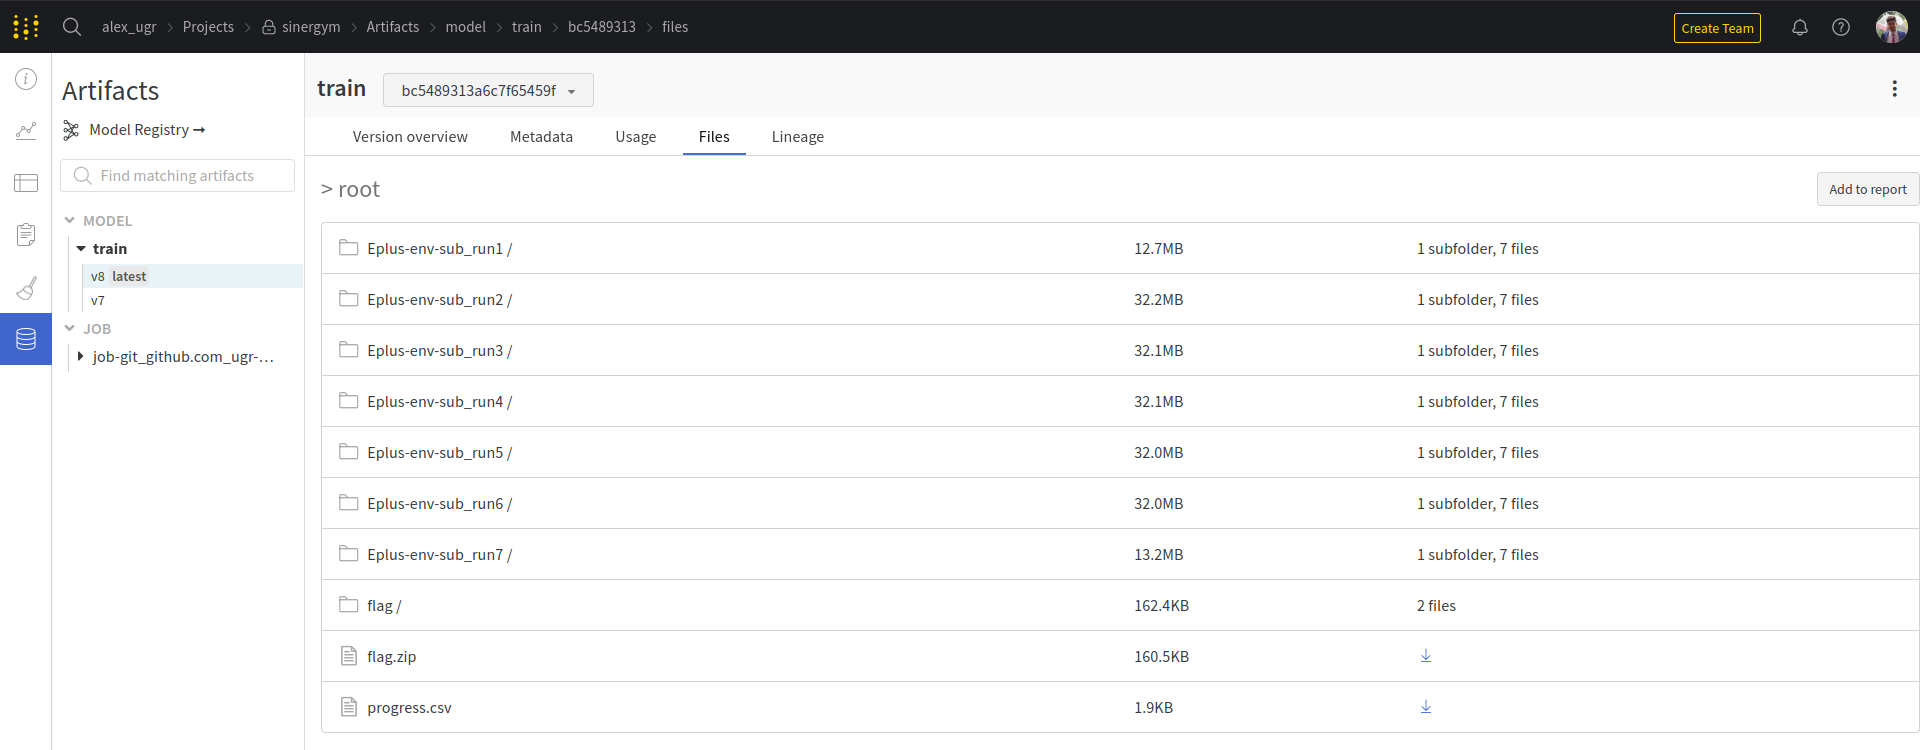 alex_ugr > Projects > sinergym > Artifacts > model > train > bc5489313 > files
Create Team
Artifacts
Model Registry →
Find matching artifacts
MODEL
train
v8 latest
v7
JOB
job-git_github.com_ugr-...
train bc5489313a6c7f65459f
Version overview Metadata Usage Files Lineage
> root
Add to report
Eplus-env-sub_run1 / 12.7MB 1 subfolder, 7 files
Eplus-env-sub_run2 / 32.2MB 1 subfolder, 7 files
Eplus-env-sub_run3 / 32.1MB 1 subfolder, 7 files
Eplus-env-sub_run4 / 32.1MB 1 subfolder, 7 files
Eplus-env-sub_run5 / 32.0MB 1 subfolder, 7 files
Eplus-env-sub_run6 / 32.0MB 1 subfolder, 7 files
Eplus-env-sub_run7 / 13.2MB 1 subfolder, 7 files
flag / 162.4KB 2 files
flag.zip 160.5KB
progress.csv 1.9KB